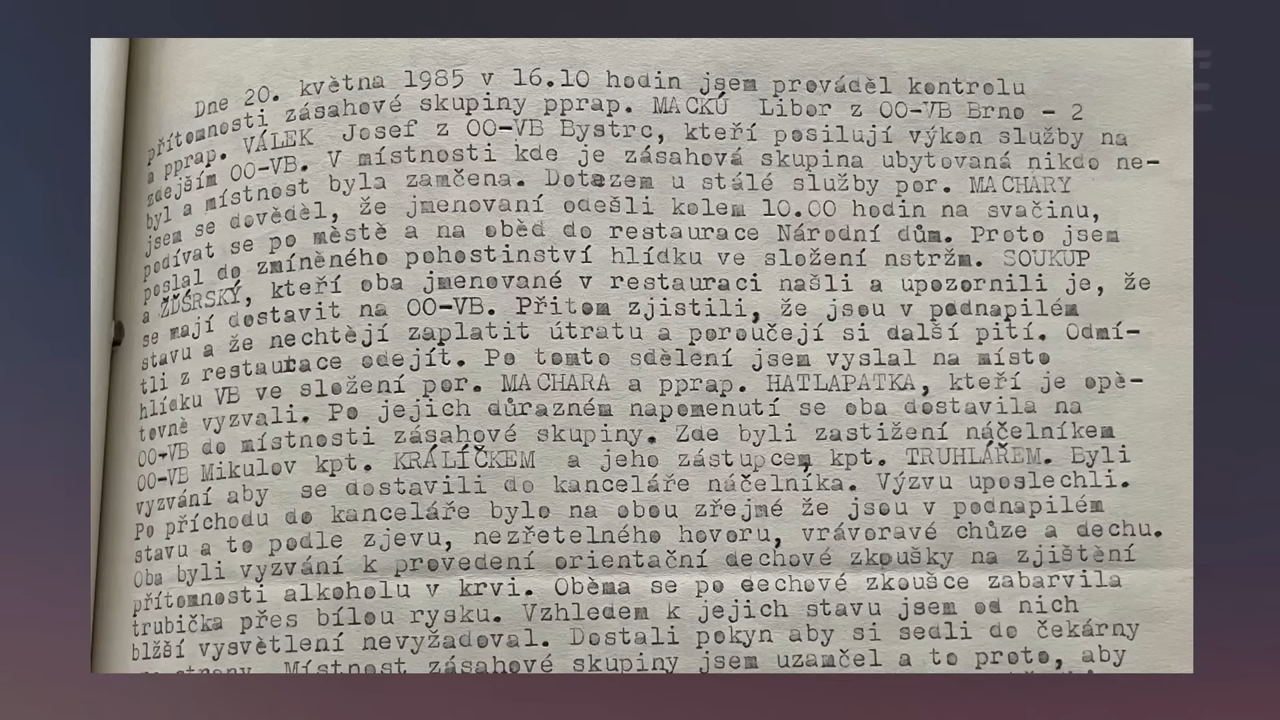 Dne 20. května 1985 v 16.10 hodin jsem prováděl kontrolu
přítomnosti zásahové skupiny pprap. MACKŮ Libor z OO-VB Brno - 2
a pprap. VÁLEK Josef z OO-VB Bystrc, kteří posilují výkon služby na
zdejším OO-VB. V místnosti kde je zásahová skupina ubytovaná nikdo ne-
byl a místnost byla zamčena. Dotazem u stálé služby por. MACHARY
jsem se dověděl, že jmenovaní odešli kolem 10.00 hodin na svačinu,
podívat se po městě a na oběd do restaurace Národní dům. Proto jsem
poslal do zmíněného pohostinství hlídku ve složení nstržm. SOUKUP
a ŽĎÁRSKÝ, kteří oba jmenované v restauraci našli a upozornili je, že
se mají dostavit na OO-VB. Přitom zjistili, že jsou v podnapilém
stavu a že nechtějí zaplatit útratu a poroučejí si další pití. Odmí-
tli z restaurace odejít. Po tomto sdělení jsem vyslal na místo
hlídku VB ve složení por. MACHARA a pprap. HATLAPATKA, kteří je opě-
tovně vyzvali. Po jejich důrazném napomenutí se oba dostavila na
OO-VB do místnosti zásahové skupiny. Zde byli zastižení náčelníkem
OO-VB Mikulov kpt. KRÁLÍČKEM a jeho zástupcem kpt. TRUHLÁŘEM. Byli
vyzvání aby se dostavili do kanceláře náčelníka. Výzvu uposlechli.
Po příchodu do kanceláře bylo na obou zřejmé že jsou v podnapilém
stavu a to podle zjevu, nezřetelného hovoru, vrávoravé chůze a dechu.
Oba byli vyzvání k provedení orientační dechové zkoušky na zjištění
přítomnosti alkoholu v krvi. Oběma se po dechové zkoušce zabarvila
trubička přes bílou rysku. Vzhledem k jejich stavu jsem od nich
blžší vysvětlení nevyžadoval. Dostali pokyn aby si sedli do čekárny
Místnost zásahové skupiny jsem uzamčel a to proto, aby